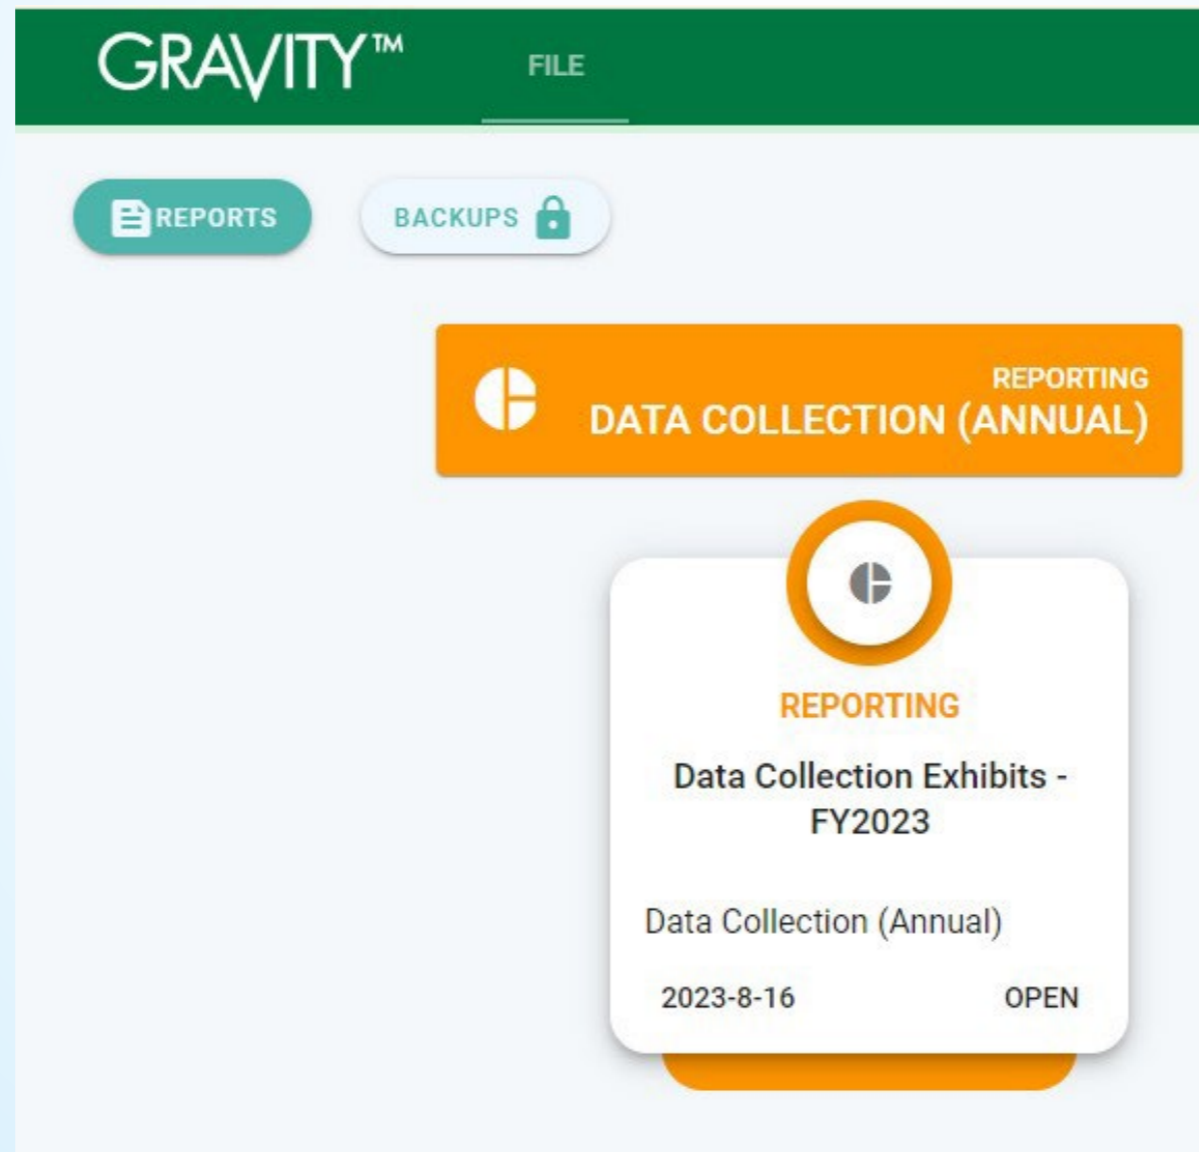 GRAVITY™
FILE
REPORTS
BACKUPS
REPORTING
DATA COLLECTION (ANNUAL)
REPORTING
Data Collection Exhibits -
FY2023
Data Collection (Annual)
2023-8-16 OPEN